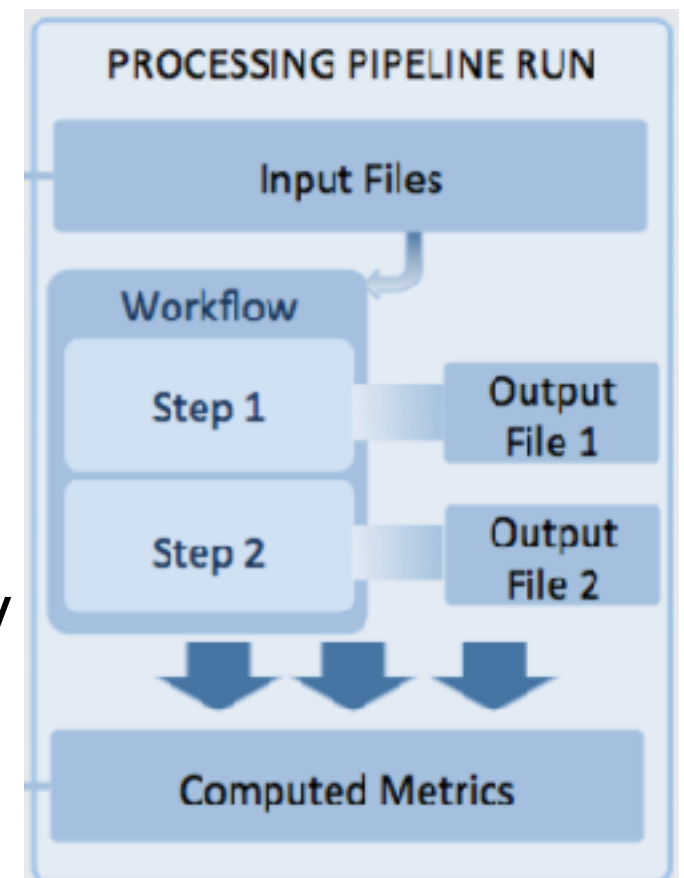 PROCESSING PIPELINE RUN
Input Files
Workflow
Step 1
Output
File 1
Step 2
Output
File 2
y
Computed Metrics